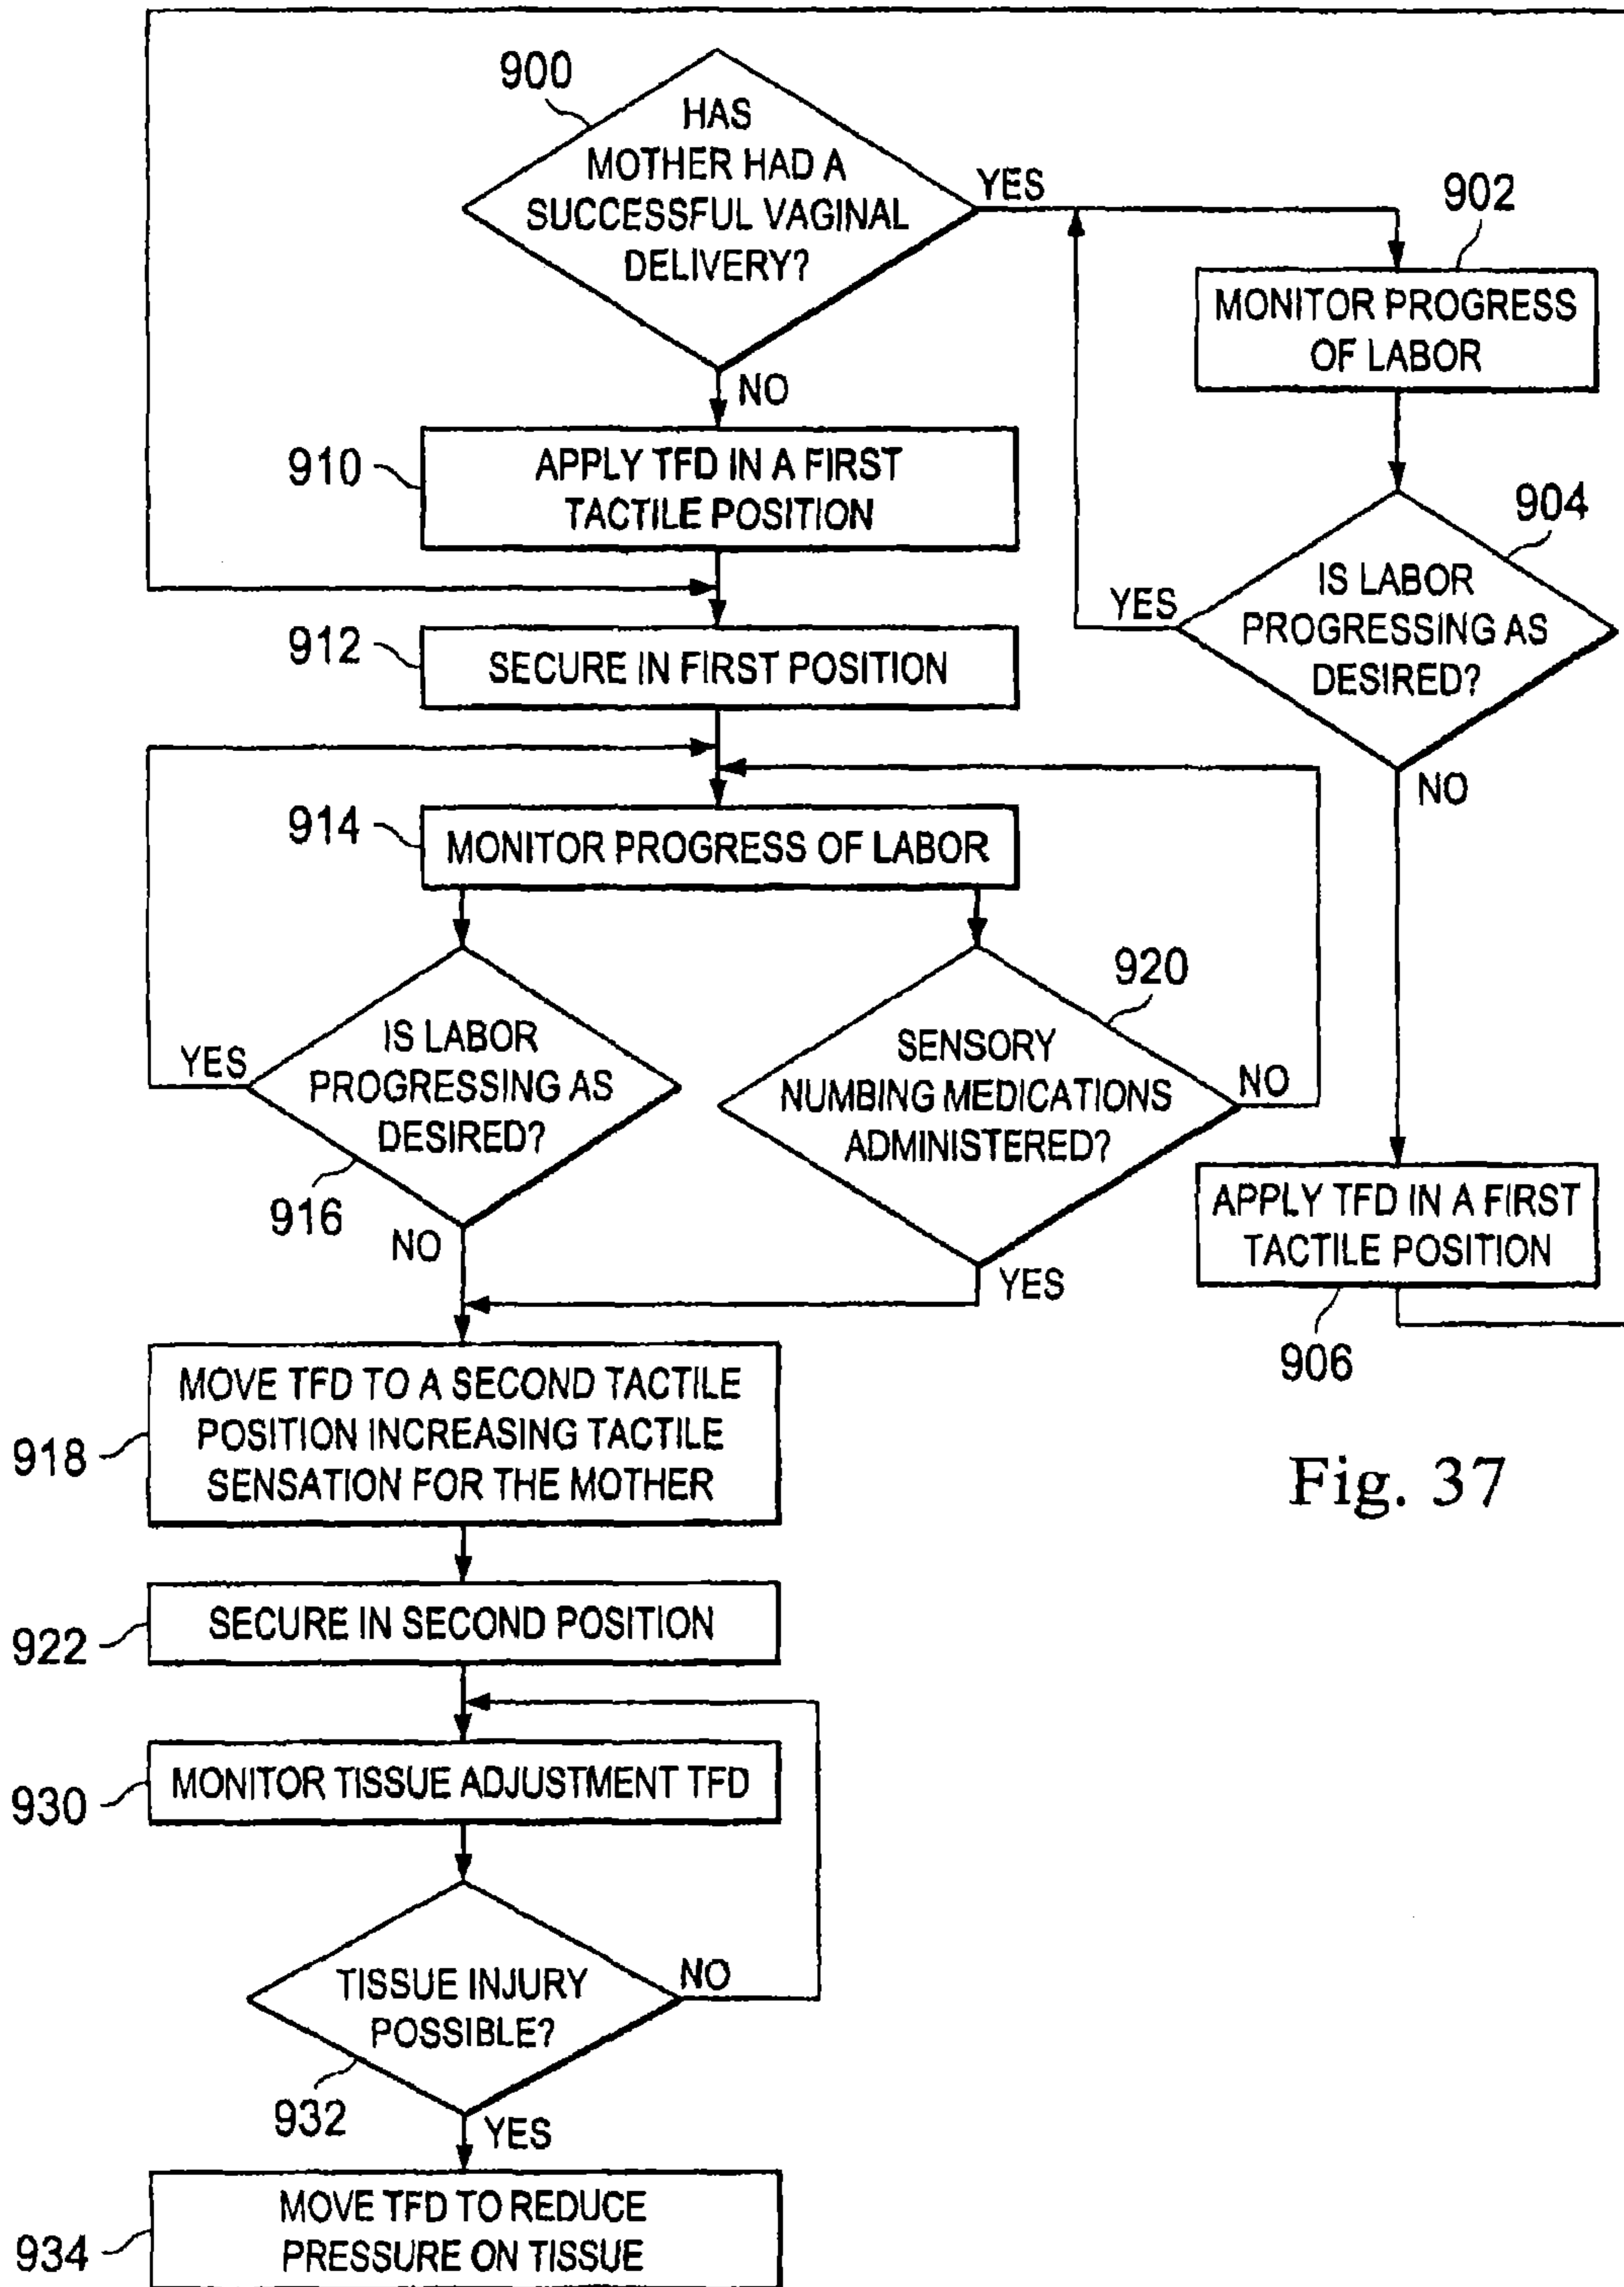 900
HAS
MOTHER HAD A
SUCCESSFUL VAGINAL
DELIVERY?
YES
NO
902
MONITOR PROGRESS
OF LABOR
904
IS LABOR
PROGRESSING AS
DESIRED?
YES
NO
906
APPLY TFD IN A FIRST
TACTILE POSITION
910
APPLY TFD IN A FIRST
TACTILE POSITION
912
SECURE IN FIRST POSITION
914
MONITOR PROGRESS OF LABOR
916
IS LABOR
PROGRESSING AS
DESIRED?
YES
NO
920
SENSORY
NUMBING MEDICATIONS
ADMINISTERED?
NO
YES
918
MOVE TFD TO A SECOND TACTILE
POSITION INCREASING TACTILE
SENSATION FOR THE MOTHER
922
SECURE IN SECOND POSITION
930
MONITOR TISSUE ADJUSTMENT TFD
932
TISSUE INJURY
POSSIBLE?
NO
YES
934
MOVE TFD TO REDUCE
PRESSURE ON TISSUE
Fig. 37